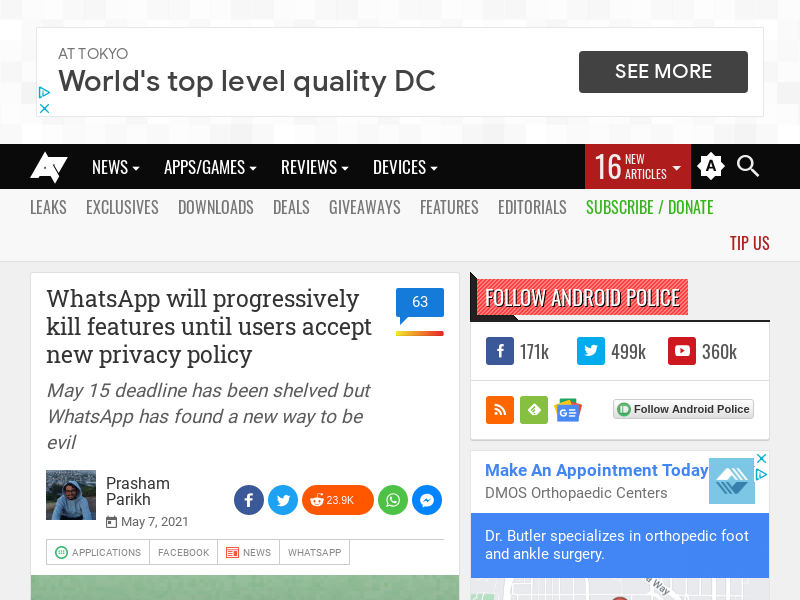 AT TOKYO
World's top level quality DC
SEE MORE
NEWS
APPS/GAMES
REVIEWS
DEVICES
16 NEW ARTICLES
A
LEAKS
EXCLUSIVES
DOWNLOADS
DEALS
GIVEAWAYS
FEATURES
EDITORIALS
SUBSCRIBE / DONATE
TIP US
WhatsApp will progressively
kill features until users accept
new privacy policy
63
May 15 deadline has been shelved but
WhatsApp has found a new way to be
evil
Prasham
Parikh
May 7, 2021
23.9K
APPLICATIONS
FACEBOOK
NEWS
WHATSAPP
FOLLOW ANDROID POLICE
171k
499k
360k
Follow Android Police
Make An Appointment Today
DMOS Orthopaedic Centers
Dr. Butler specializes in orthopedic foot
and ankle surgery.